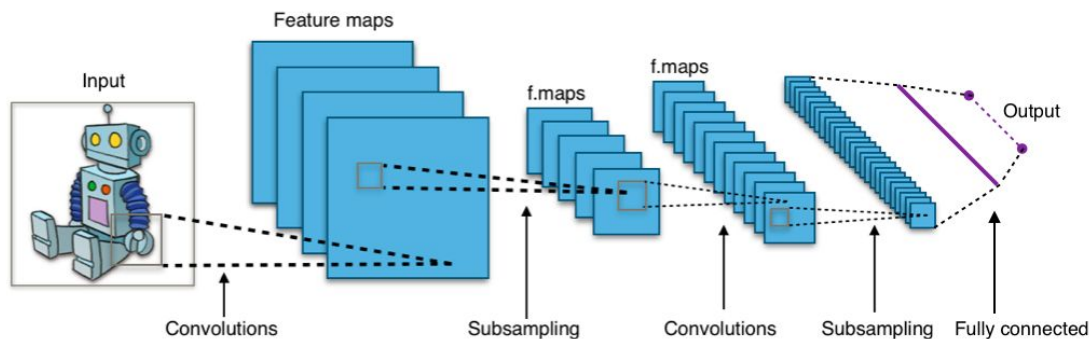 Feature maps
Input
f.maps
f.maps
Output
Convolutions
Subsampling
Convolutions
Subsampling
Fully connected